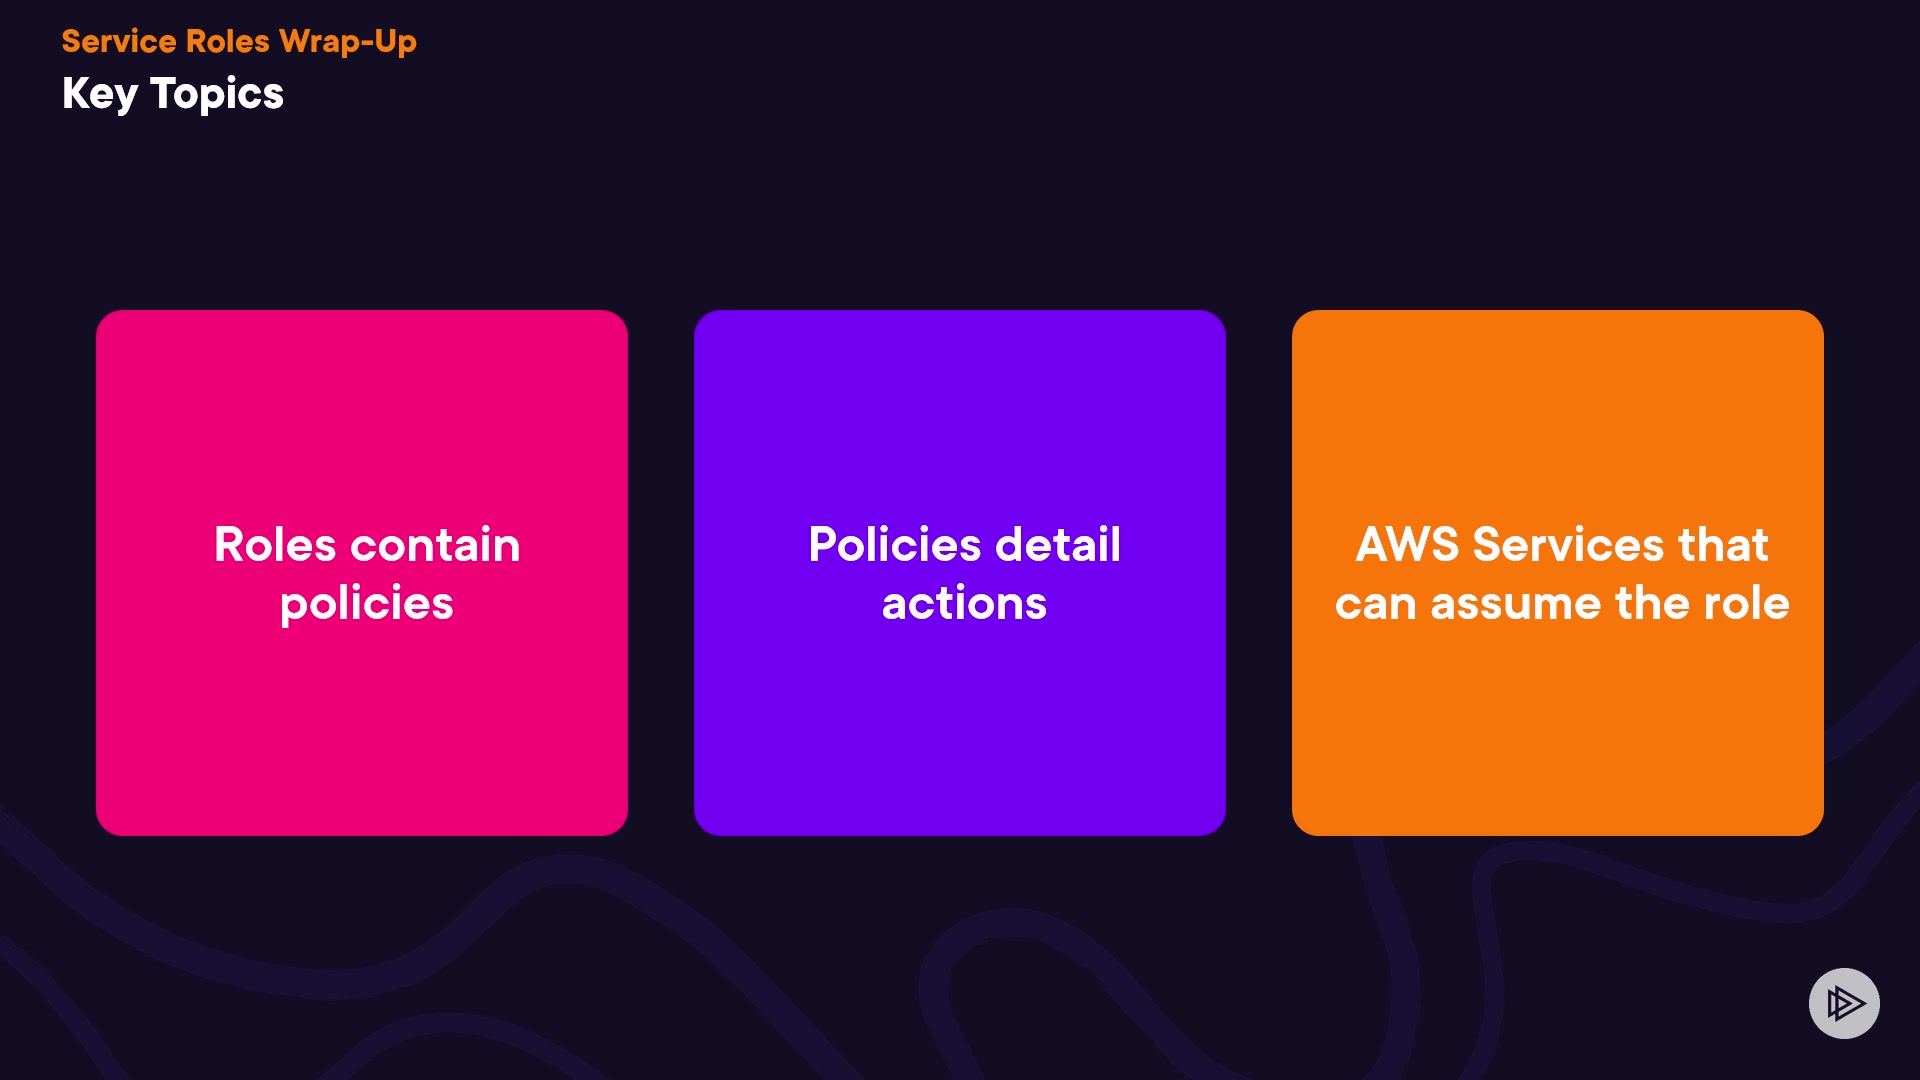 Service Roles Wrap-Up
Key Topics
Roles contain
policies
Policies detail
actions
AWS Services that
can assume the role